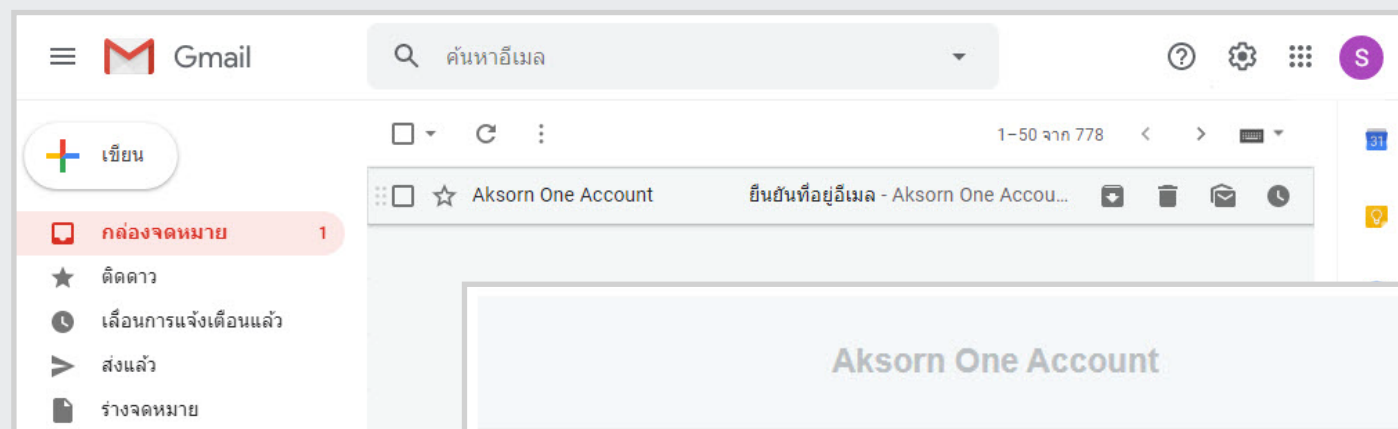 Gmail
ค้นหาอีเมล
S
เขียน
1–50 จาก 778
31
Aksorn One Account ยืนยันที่อยู่อีเมล - Aksorn One Accou...
กล่องจดหมาย 1
ติดดาว
เลื่อนการแจ้งเตือนแล้ว
ส่งแล้ว
ร่างจดหมาย
Aksorn One Account